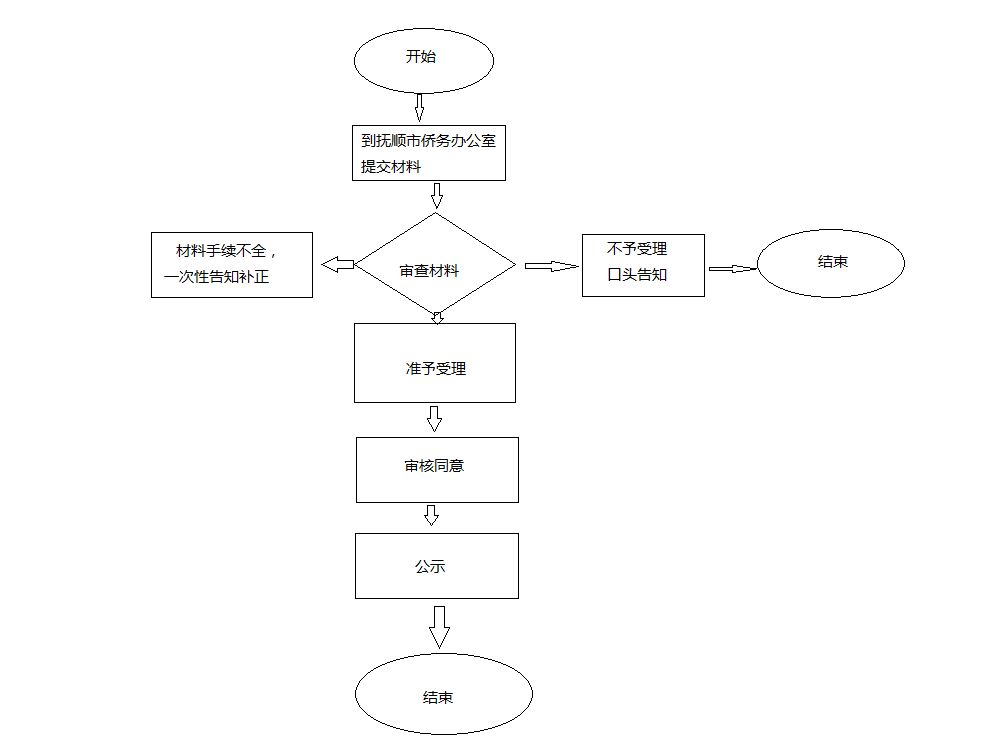 开始
到抚顺市侨务办公室
提交材料
材料手续不全，
一次性告知补正
审查材料
不予受理
口头告知
结束
准予受理
审核同意
公示
结束